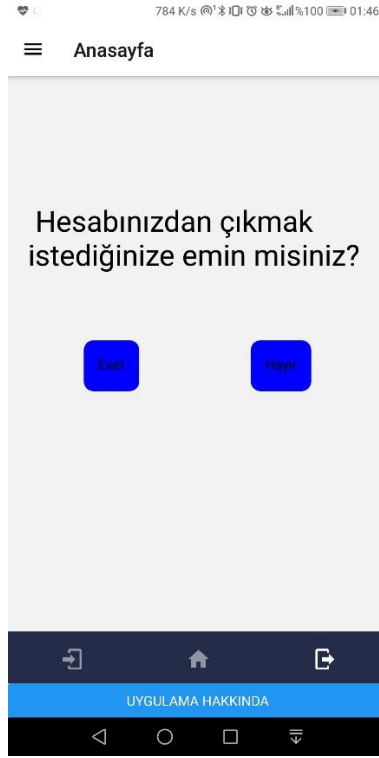 784 K/s %100 01:46
Anasayfa
Hesabınızdan çıkmak
istediğinize emin misiniz?
Evet Hayır
UYGULAMA HAKKINDA